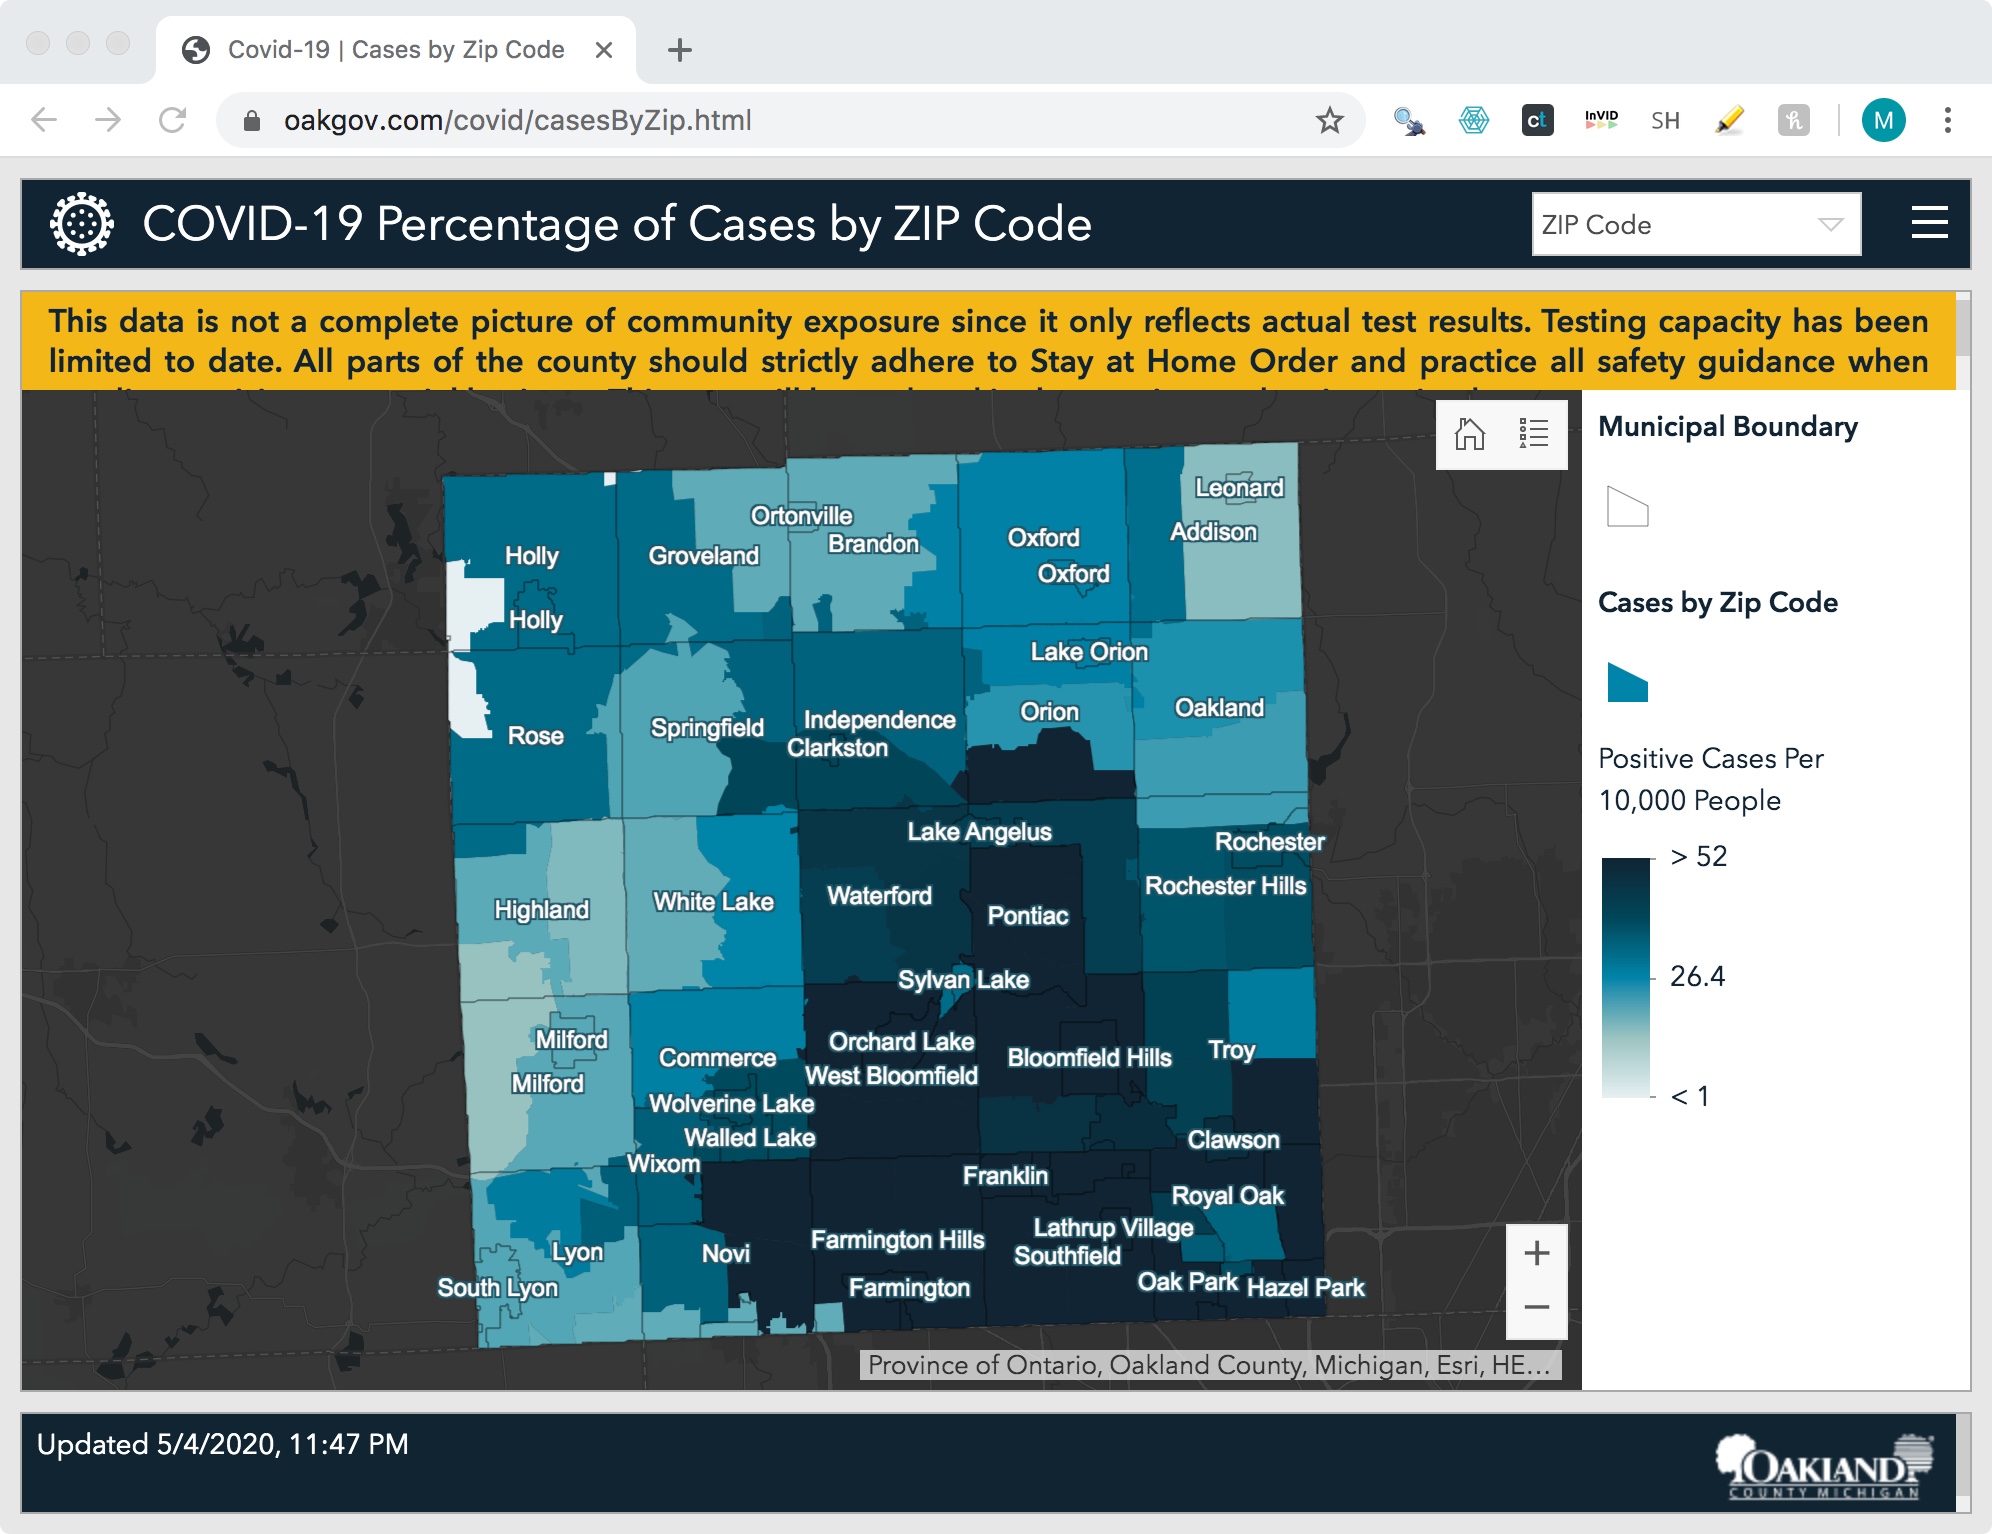 Covid-19 | Cases by Zip Code
oakgov.com/covid/casesByZip.html
ct
InVID
SH
h
M
COVID-19 Percentage of Cases by ZIP Code
ZIP Code
This data is not a complete picture of community exposure since it only reflects actual test results. Testing capacity has been
limited to date. All parts of the county should strictly adhere to Stay at Home Order and practice all safety guidance when
Municipal Boundary
Cases by Zip Code
Positive Cases Per
10,000 People
> 52
26.4
< 1
Leonard
Ortonville
Addison
Brandon
Oxford
Holly
Groveland
Oxford
Holly
Lake Orion
Oakland
Orion
Independence
Springfield
Rose
Clarkston
Lake Angelus
Rochester
Rochester Hills
Waterford
White Lake
Highland
Pontiac
Sylvan Lake
Milford
Orchard Lake
Troy
Commerce
Bloomfield Hills
West Bloomfield
Milford
Wolverine Lake
Walled Lake
Clawson
Wixom
Franklin
Royal Oak
Lathrup Village
Farmington Hills
Lyon
Novi
Southfield
South Lyon
Farmington
Oak Park
Hazel Park
+
−
Province of Ontario, Oakland County, Michigan, Esri, HE...
Updated 5/4/2020, 11:47 PM
OAKLAND
COUNTY MICHIGAN